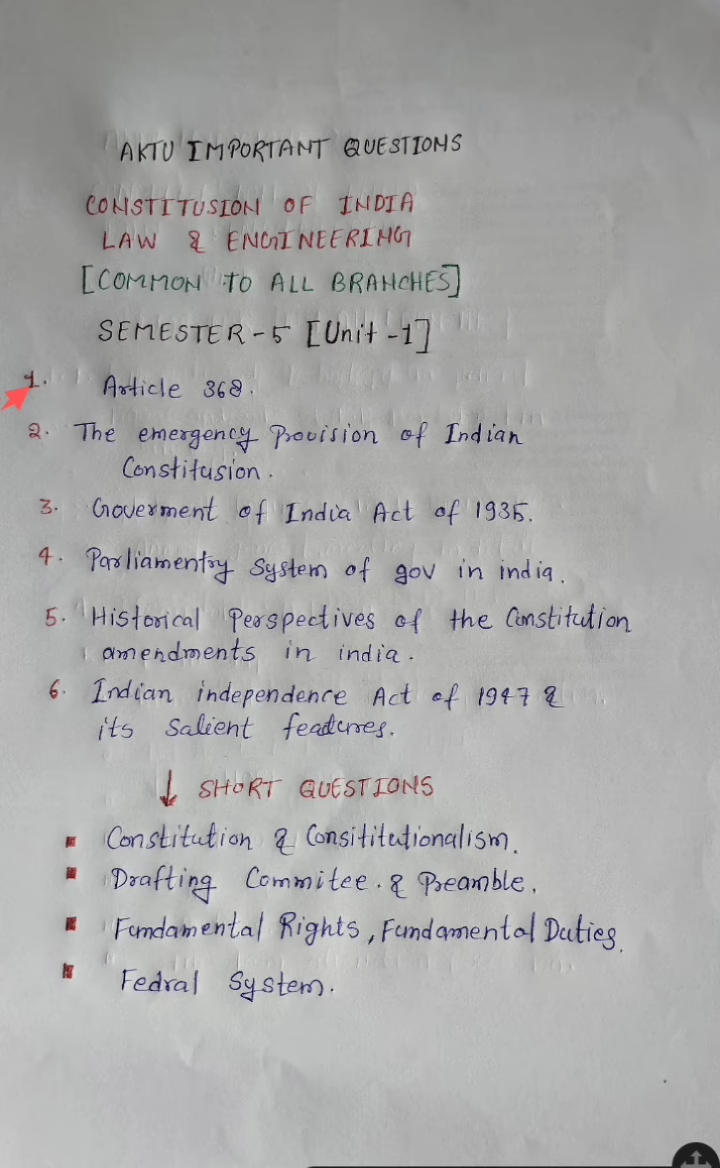 AKTU IMPORTANT QUESTIONS
CONSTITUSION OF INDIA
LAW & ENGINEERING
[COMMON TO ALL BRANCHES]
SEMESTER-5 [Unit-1]
1. Article 368.
2. The emergency Provision of Indian
Constitusion.
3. Goverment of India Act of 1935.
4. Parliamentry System of gov in india.
5. Historical Perspectives of the Constitution
amendments in india.
6. Indian independence Act of 1947 &
its Salient features.
↓ SHORT QUESTIONS
Constitution & Consititutionalism.
Drafting Commitee. & Preamble.
Fundamental Rights, Fundamental Duties.
Fedral System.